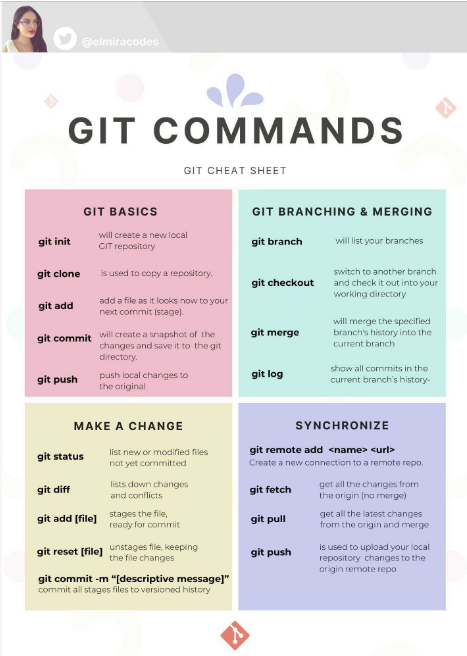 @elmiracodes
GIT COMMANDS
GIT CHEAT SHEET
GIT BASICS
git init
will create a new local
GIT repository
git clone
is used to copy a repository.
git add
add a file as it looks now to your
next commit (stage).
git commit
will create a snapshot of the
changes and save it to the git
directory.
git push
push local changes to
the original
GIT BRANCHING & MERGING
git branch
will list your branches
git checkout
switch to another branch
and check it out into your
working directory
git merge
will merge the specified
branch's history into the
current branch
git log
show all commits in the
current branch's history-
MAKE A CHANGE
git status
list new or modified files
not yet committed
git diff
lists down changes
and conflicts
git add [file]
stages the file,
ready for commit
git reset [file]
unstages file, keeping
the file changes
git commit -m “[descriptive message]”
commit all stages files to versioned history
SYNCHRONIZE
git remote add <name> <url>
Create a new connection to a remote repo.
git fetch
get all the changes from
the origin (no merge)
git pull
get all the latest changes
from the origin and merge
git push
is used to upload your local
repository changes to the
origin remote repo